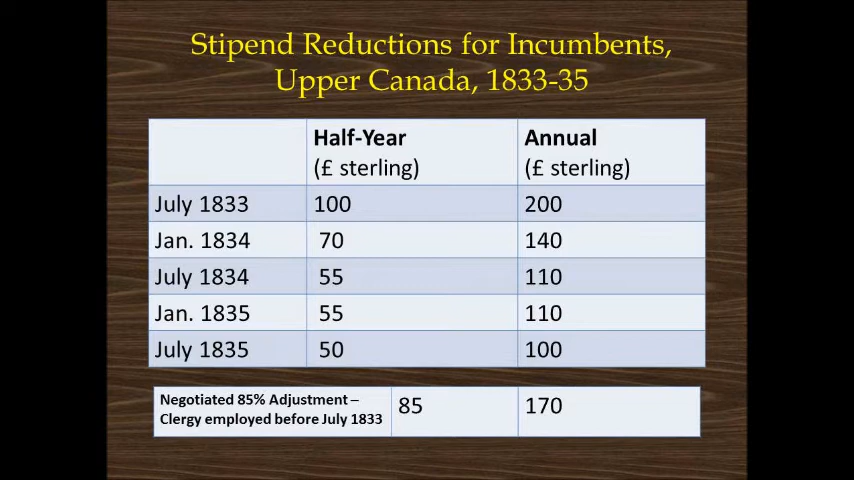 Stipend Reductions for Incumbents,
Upper Canada, 1833-35
Half-Year Annual
(£ sterling) (£ sterling)
July 1833 100 200
Jan. 1834 70 140
July 1834 55 110
Jan. 1835 55 110
July 1835 50 100
Negotiated 85% Adjustment –
Clergy employed before July 1833 85 170